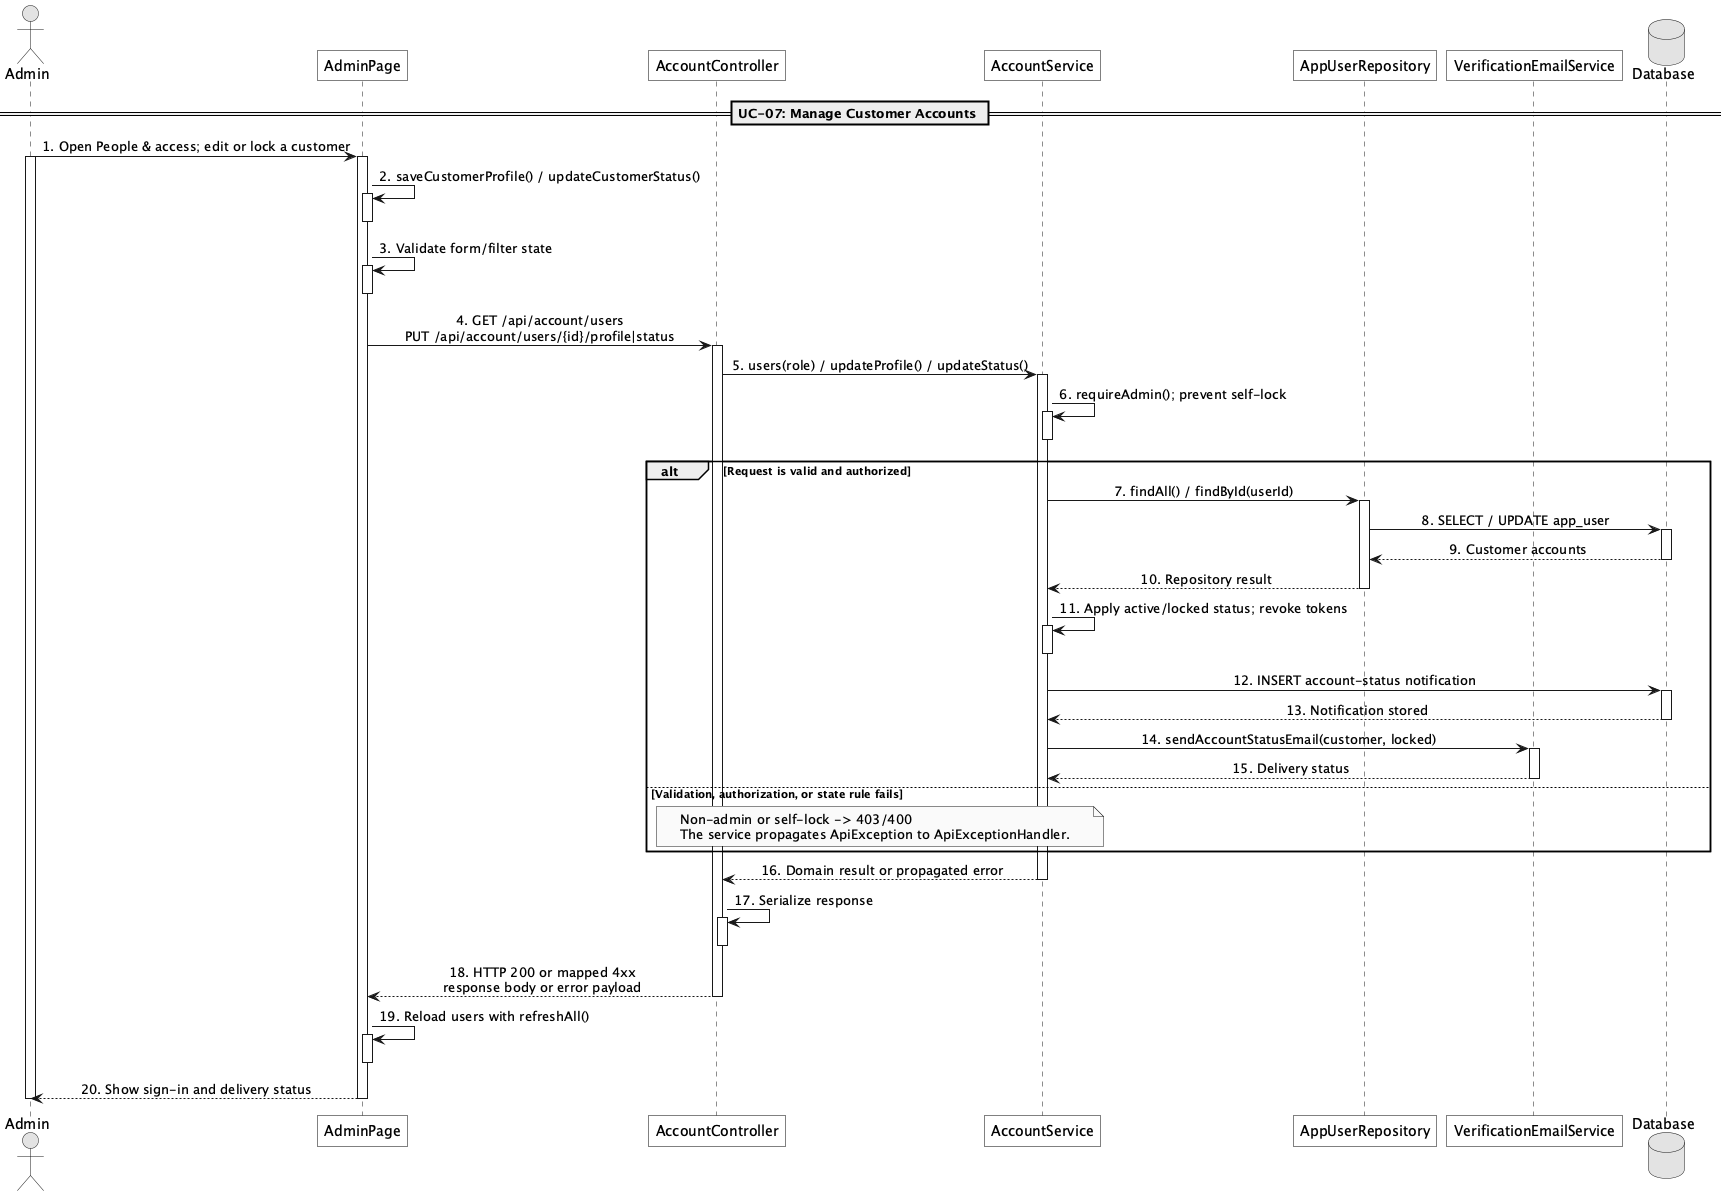 Admin
AdminPage
AccountController
AccountService
AppUserRepository
VerificationEmailService
Database
UC-07: Manage Customer Accounts
1. Open People & access; edit or lock a customer
2. saveCustomerProfile() / updateCustomerStatus()
3. Validate form/filter state
4. GET /api/account/users
PUT /api/account/users/{id}/profile|status
5. users(role) / updateProfile() / updateStatus()
6. requireAdmin(); prevent self-lock
alt
[Request is valid and authorized]
7. findAll() / findById(userId)
8. SELECT / UPDATE app_user
9. Customer accounts
10. Repository result
11. Apply active/locked status; revoke tokens
12. INSERT account-status notification
13. Notification stored
14. sendAccountStatusEmail(customer, locked)
15. Delivery status
[Validation, authorization, or state rule fails]
Non-admin or self-lock -> 403/400
The service propagates ApiException to ApiExceptionHandler.
16. Domain result or propagated error
17. Serialize response
18. HTTP 200 or mapped 4xx
response body or error payload
19. Reload users with refreshAll()
20. Show sign-in and delivery status
Admin
AdminPage
AccountController
AccountService
AppUserRepository
VerificationEmailService
Database